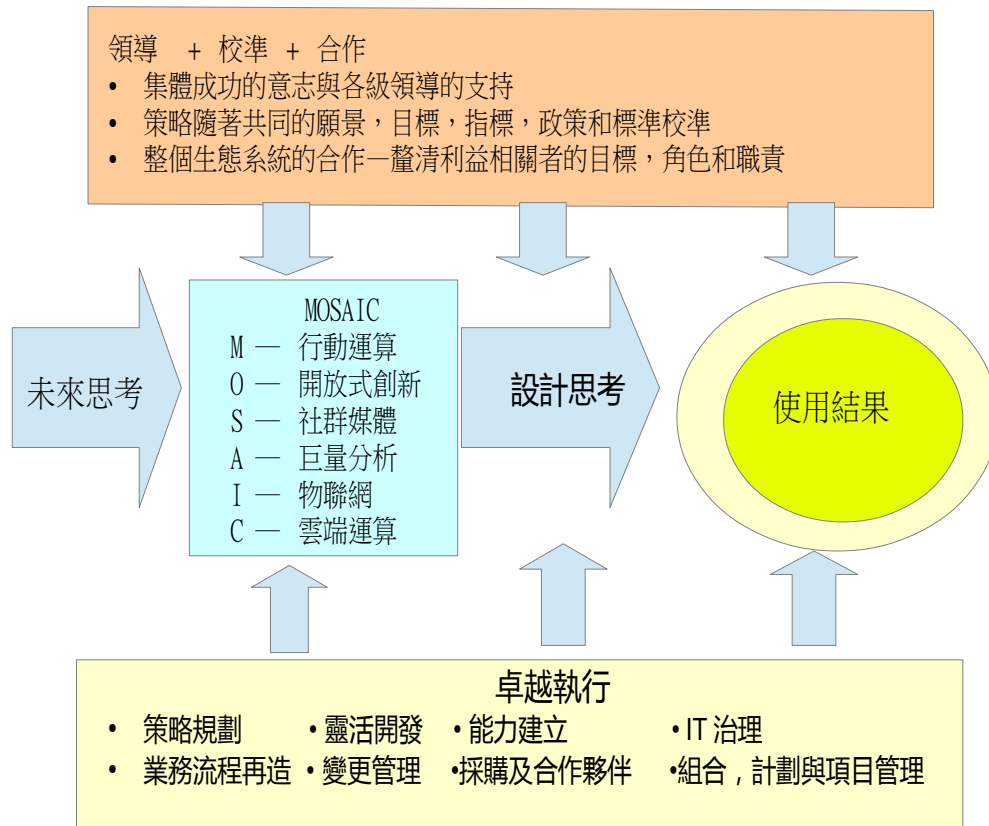 領導 + 校準 + 合作
• 集體成功的意志與各級領導的支持
• 策略隨著共同的願景，目標，指標，政策和標準校準
• 整個生態系統的合作—釐清利益相關者的目標，角色和職責
未來思考
MOSAIC
M — 行動運算
O — 開放式創新
S — 社群媒體
A — 巨量分析
I — 物聯網
C — 雲端運算
設計思考
使用結果
卓越執行
• 策略規劃 • 靈活開發 • 能力建立 • IT 治理
• 業務流程再造 • 變更管理 •採購及合作夥伴 •組合，計劃與項目管理